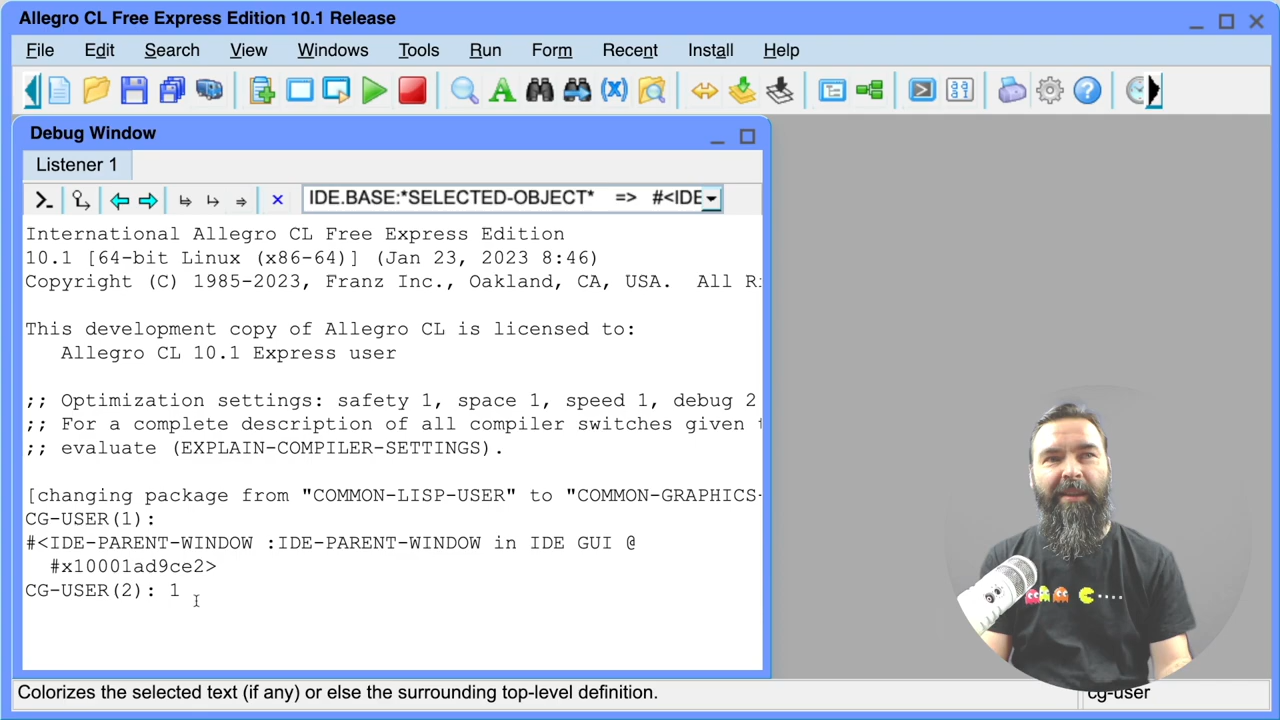 Allegro CL Free Express Edition 10.1 Release
File Edit Search View Windows Tools Run Form Recent Install Help
Debug Window
Listener 1
IDE.BASE:*SELECTED-OBJECT* => #<IDE
International Allegro CL Free Express Edition
10.1 [64-bit Linux (x86-64)] (Jan 23, 2023 8:46)
Copyright (C) 1985-2023, Franz Inc., Oakland, CA, USA. All Ri
This development copy of Allegro CL is licensed to:
Allegro CL 10.1 Express user
;; Optimization settings: safety 1, space 1, speed 1, debug 2
;; For a complete description of all compiler switches given t
;; evaluate (EXPLAIN-COMPILER-SETTINGS).
[changing package from "COMMON-LISP-USER" to "COMMON-GRAPHICS-
CG-USER(1):
#<IDE-PARENT-WINDOW :IDE-PARENT-WINDOW in IDE GUI @
#x10001ad9ce2>
CG-USER(2): 1
Colorizes the selected text (if any) or else the surrounding top-level definition.
cg-user